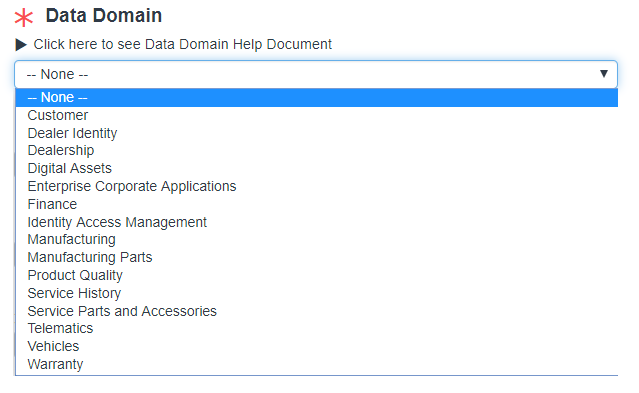 Data Domain
Click here to see Data Domain Help Document
-- None --
-- None --
Customer
Dealer Identity
Dealership
Digital Assets
Enterprise Corporate Applications
Finance
Identity Access Management
Manufacturing
Manufacturing Parts
Product Quality
Service History
Service Parts and Accessories
Telematics
Vehicles
Warranty